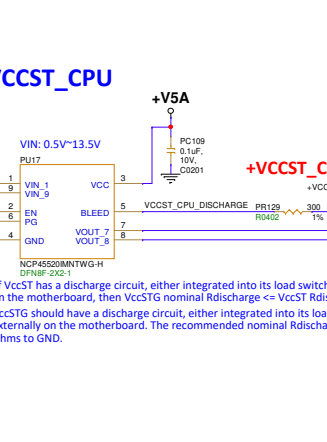 VCCST_CPU
+V5A
VIN: 0.5V~13.5V
PC109
0.1uF,
10V,
C0201
PU17
1 VIN_1 VCC 3
9 VIN_9
2 EN BLEED 5 VCCST_CPU_DISCHARGE PR129 300
6 PG R0402 1%
VOUT_7 7
4 GND VOUT_8 8
+VCCST_C
+VCC
NCP45520IMNTWG-H
DFN8F-2X2-1
f VccST has a discharge circuit, either integrated into its load switc
n the motherboard, then VccSTG nominal Rdischarge <= VccST Rdis
ccSTG should have a discharge circuit, either integrated into its loa
xternally on the motherboard. The recommended nominal Rdischa
hms to GND.